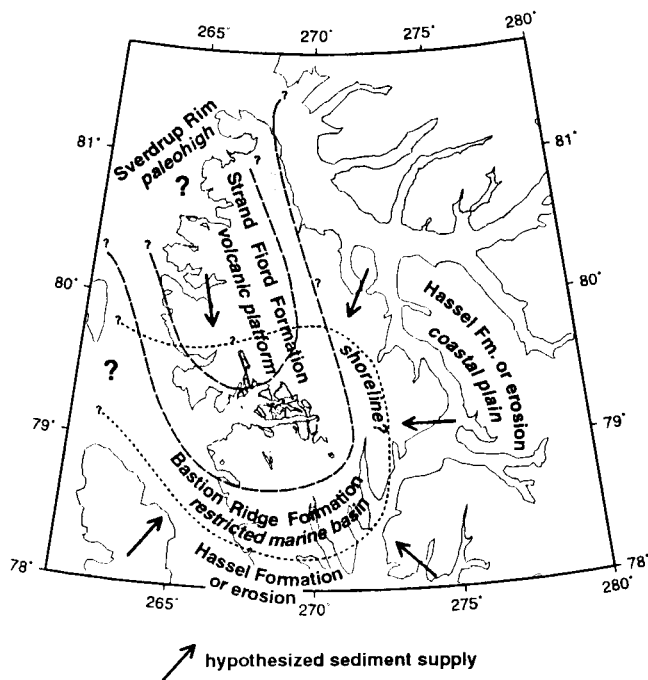 265°
270°
275°
280°
81°
81°
80°
80°
79°
79°
78°
78°
265
270°
275°
280°
Sverdrup Rim
paleohigh
?
?
?
?
?
?
?
?
?
?
Strand Fiord Formation
volcanic platform
shoreline?
Hassel Fm. or erosion
coastal plain
Bastion Ridge Formation
restricted marine basin
Hassel Formation
or erosion
hypothesized sediment supply